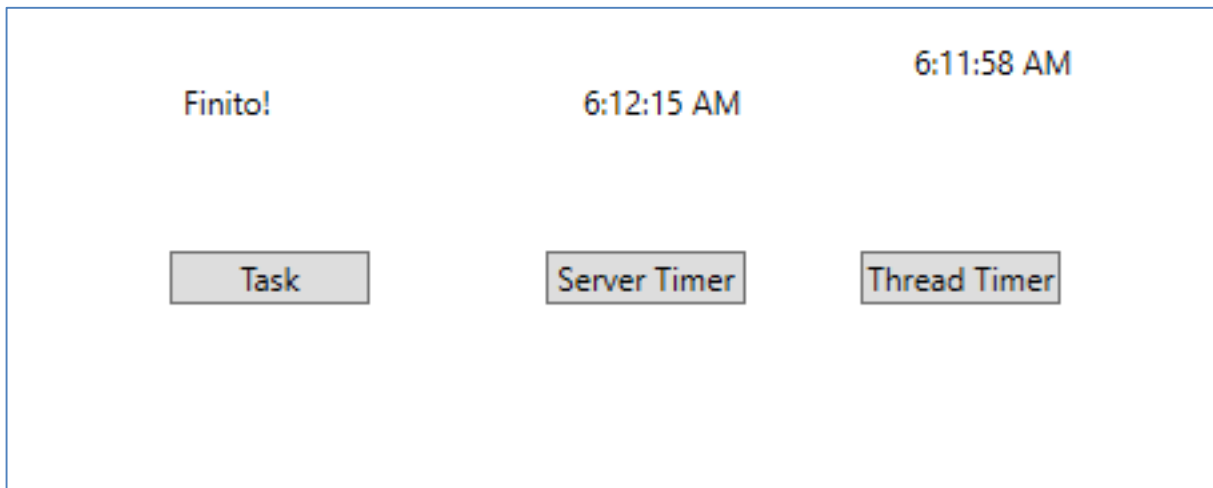 6:11:58 AM
Finito!
6:12:15 AM
Task
Server Timer
Thread Timer